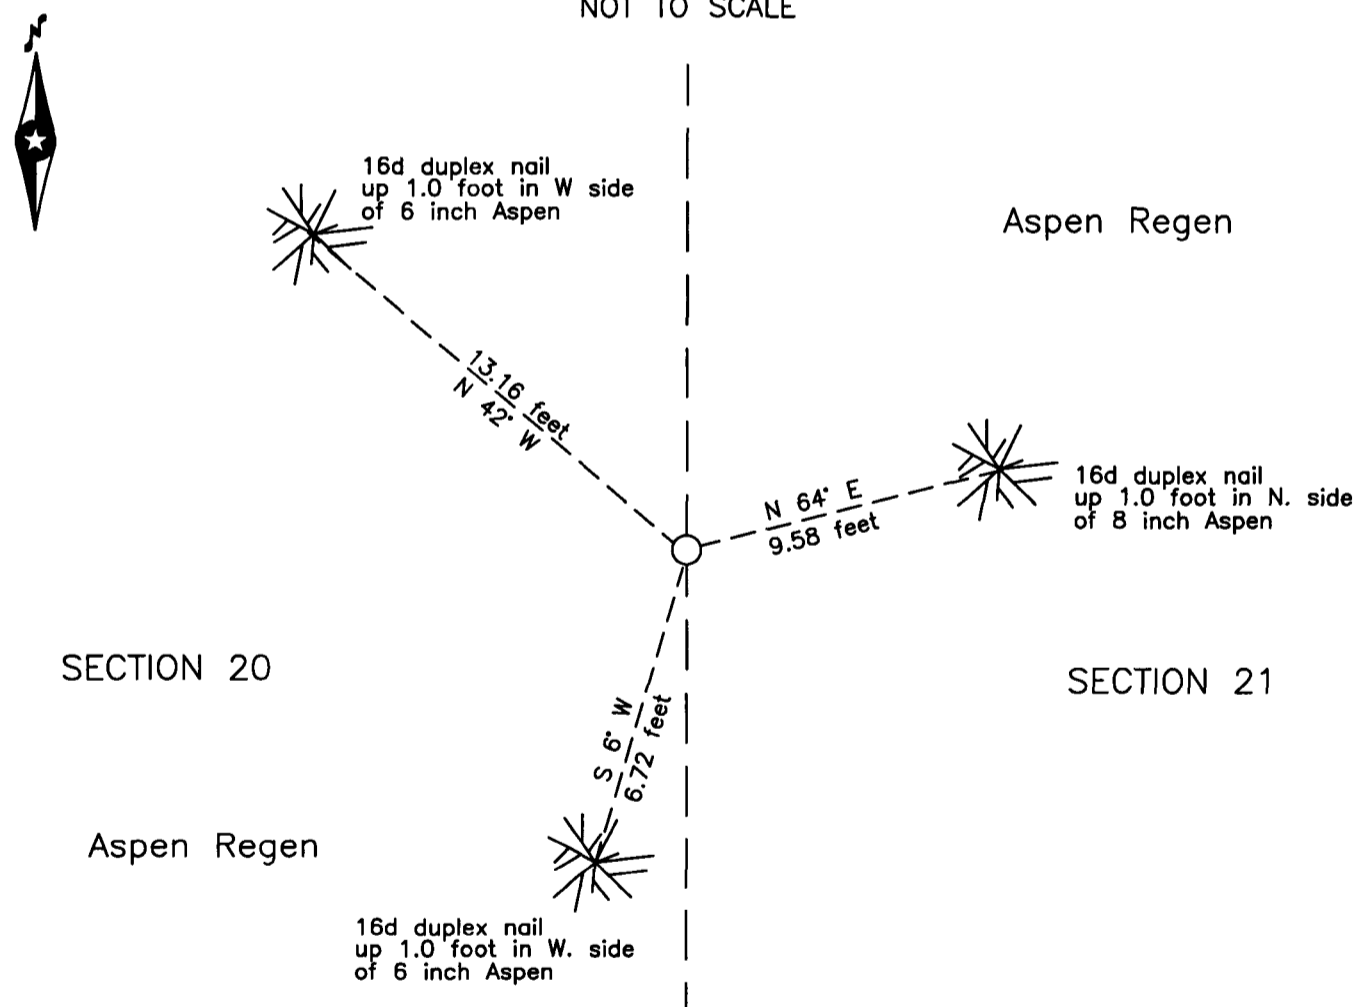 NOT TO SCALE
N
16d duplex nail
up 1.0 foot in W side
of 6 inch Aspen
Aspen Regen
13.16 feet
N 42° W
N 64° E
9.58 feet
16d duplex nail
up 1.0 foot in N. side
of 8 inch Aspen
SECTION 20
SECTION 21
S 6° W
6.72 feet
Aspen Regen
16d duplex nail
up 1.0 foot in W. side
of 6 inch Aspen